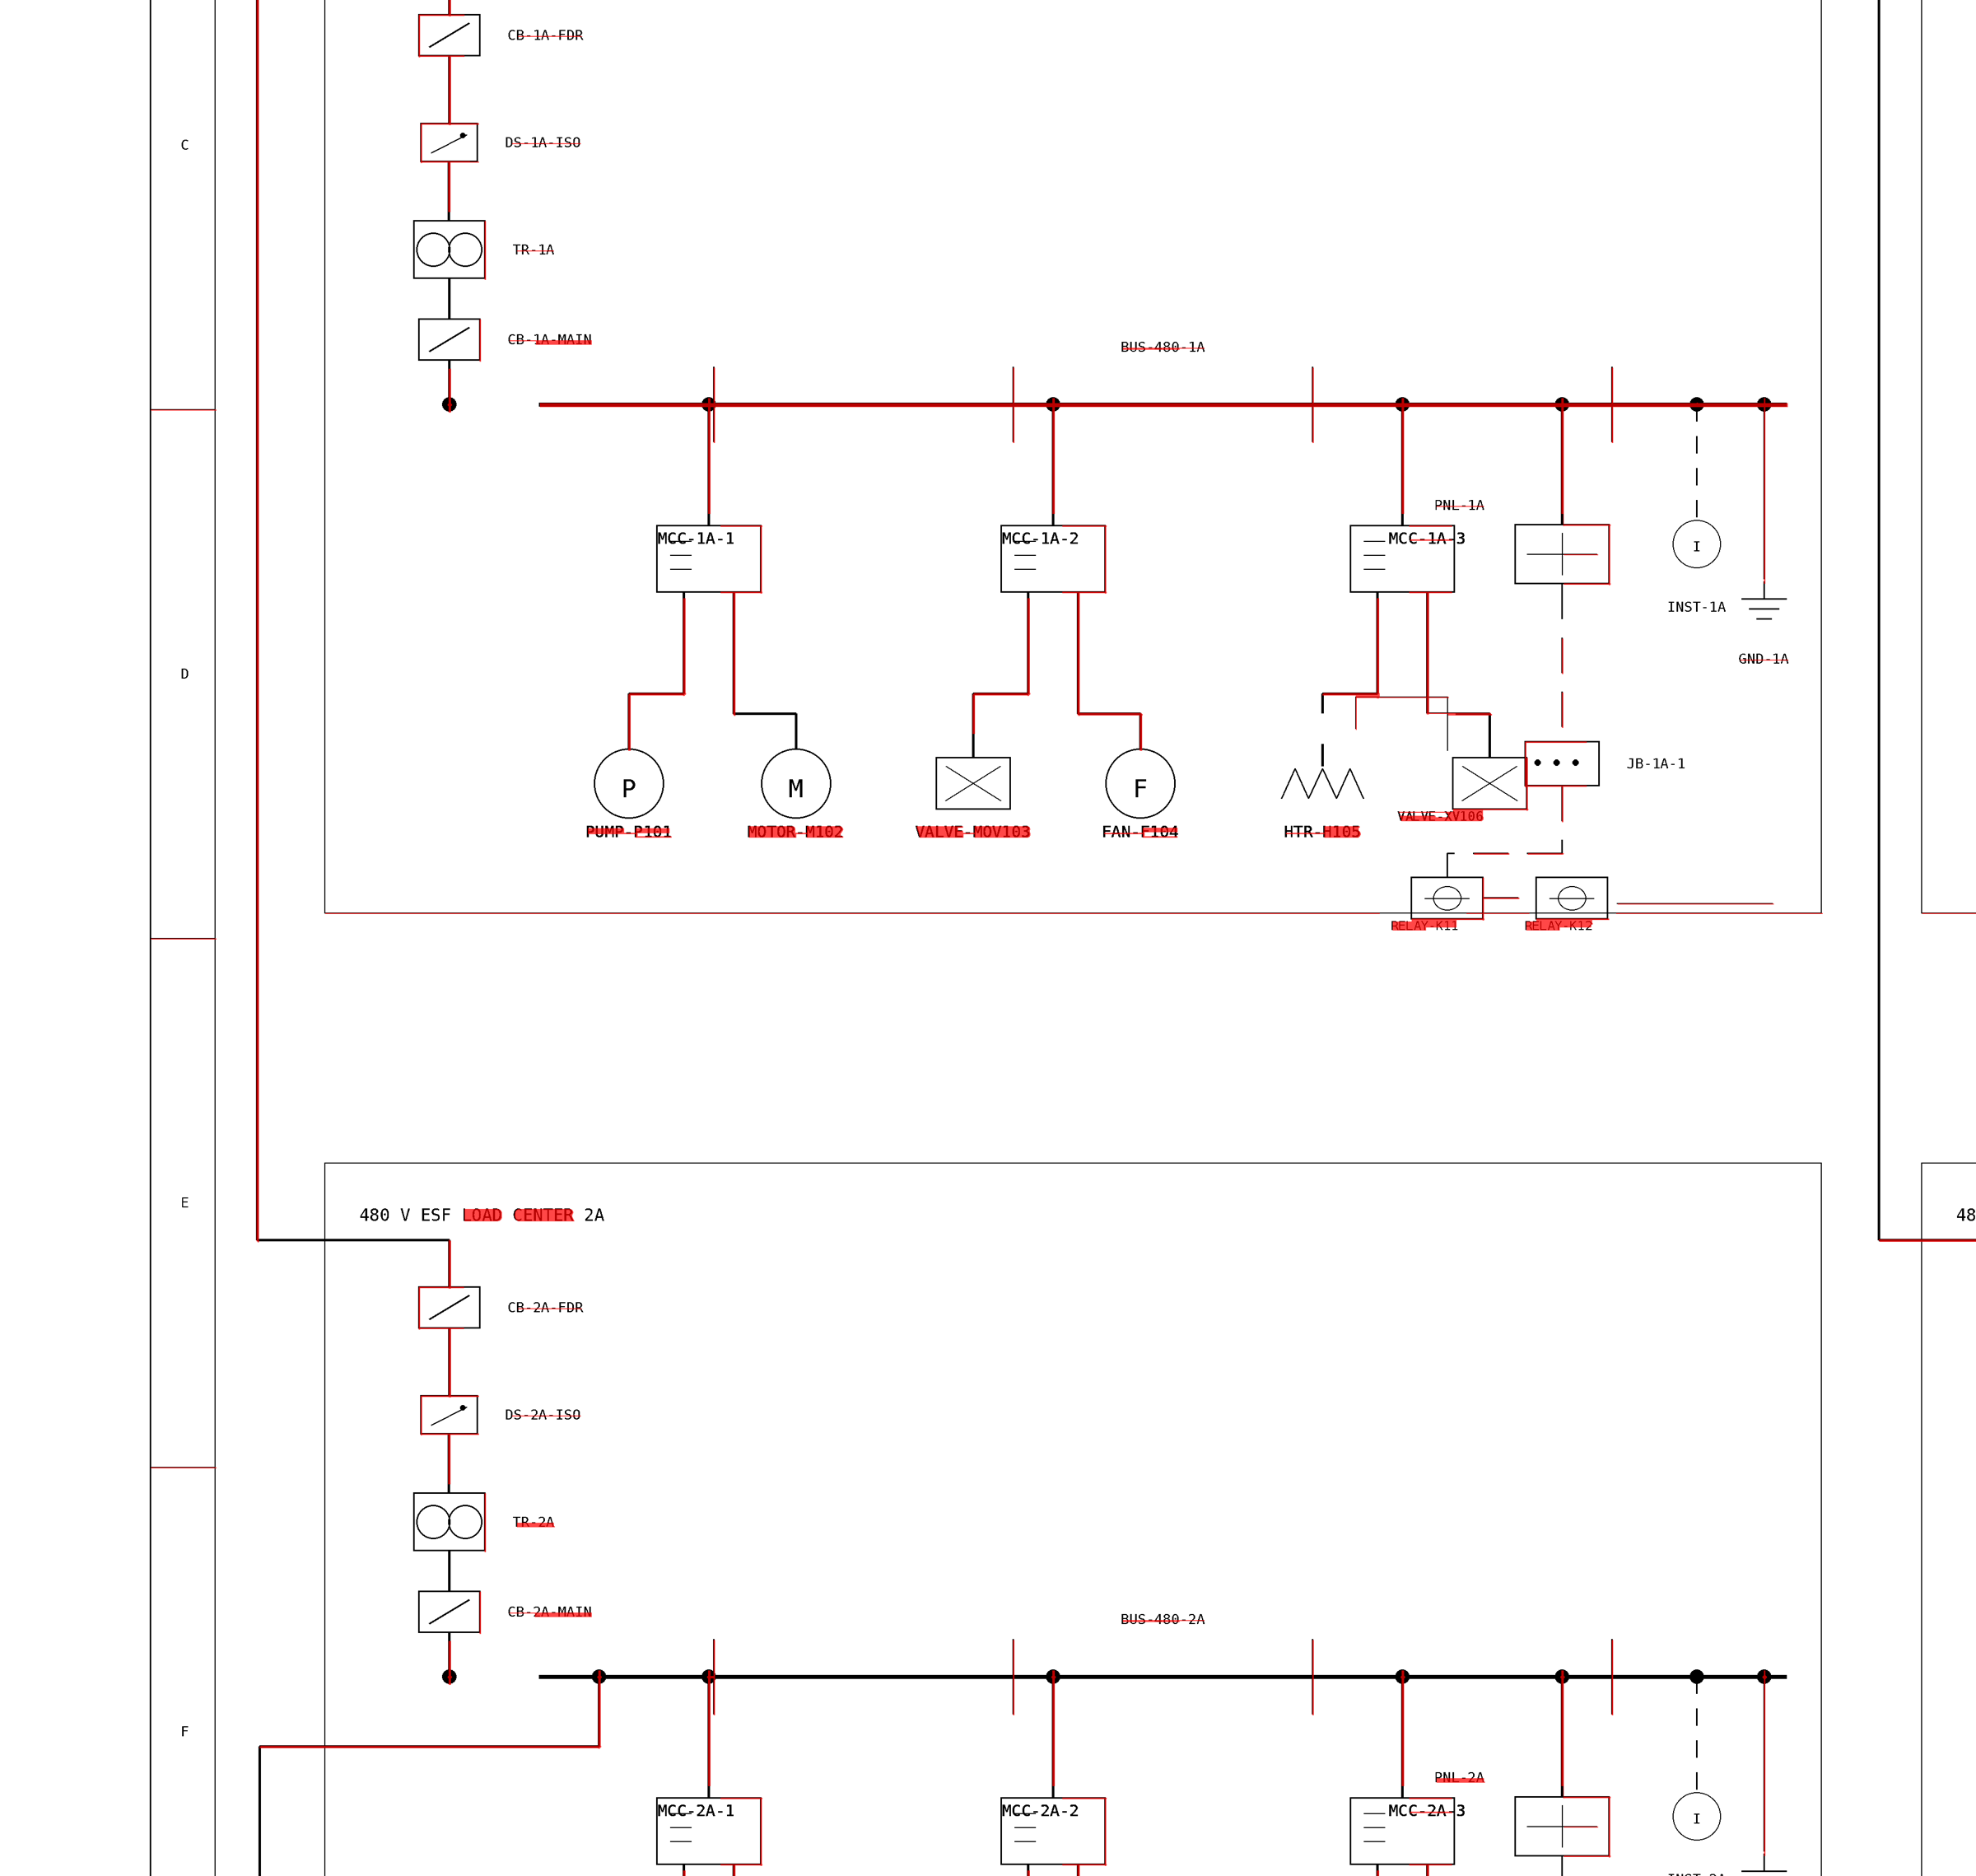 CB-1A-FDR
C
DS-1A-ISO
TR-1A
CB-1A-MAIN
BUS-480-1A
PNL-1A
MCC-1A-1
MCC-1A-2
MCC-1A-3
I
INST-1A
GND-1A
D
JB-1A-1
P
M
F
VALVE-XV106
PUMP-P101
MOTOR-M102
VALVE-MOV103
FAN-F104
HTR-H105
RELAY-K11
RELAY-K12
E
480 V ESF LOAD CENTER 2A
48
CB-2A-FDR
DS-2A-ISO
TR-2A
CB-2A-MAIN
BUS-480-2A
F
PNL-2A
MCC-2A-1
MCC-2A-2
MCC-2A-3
I